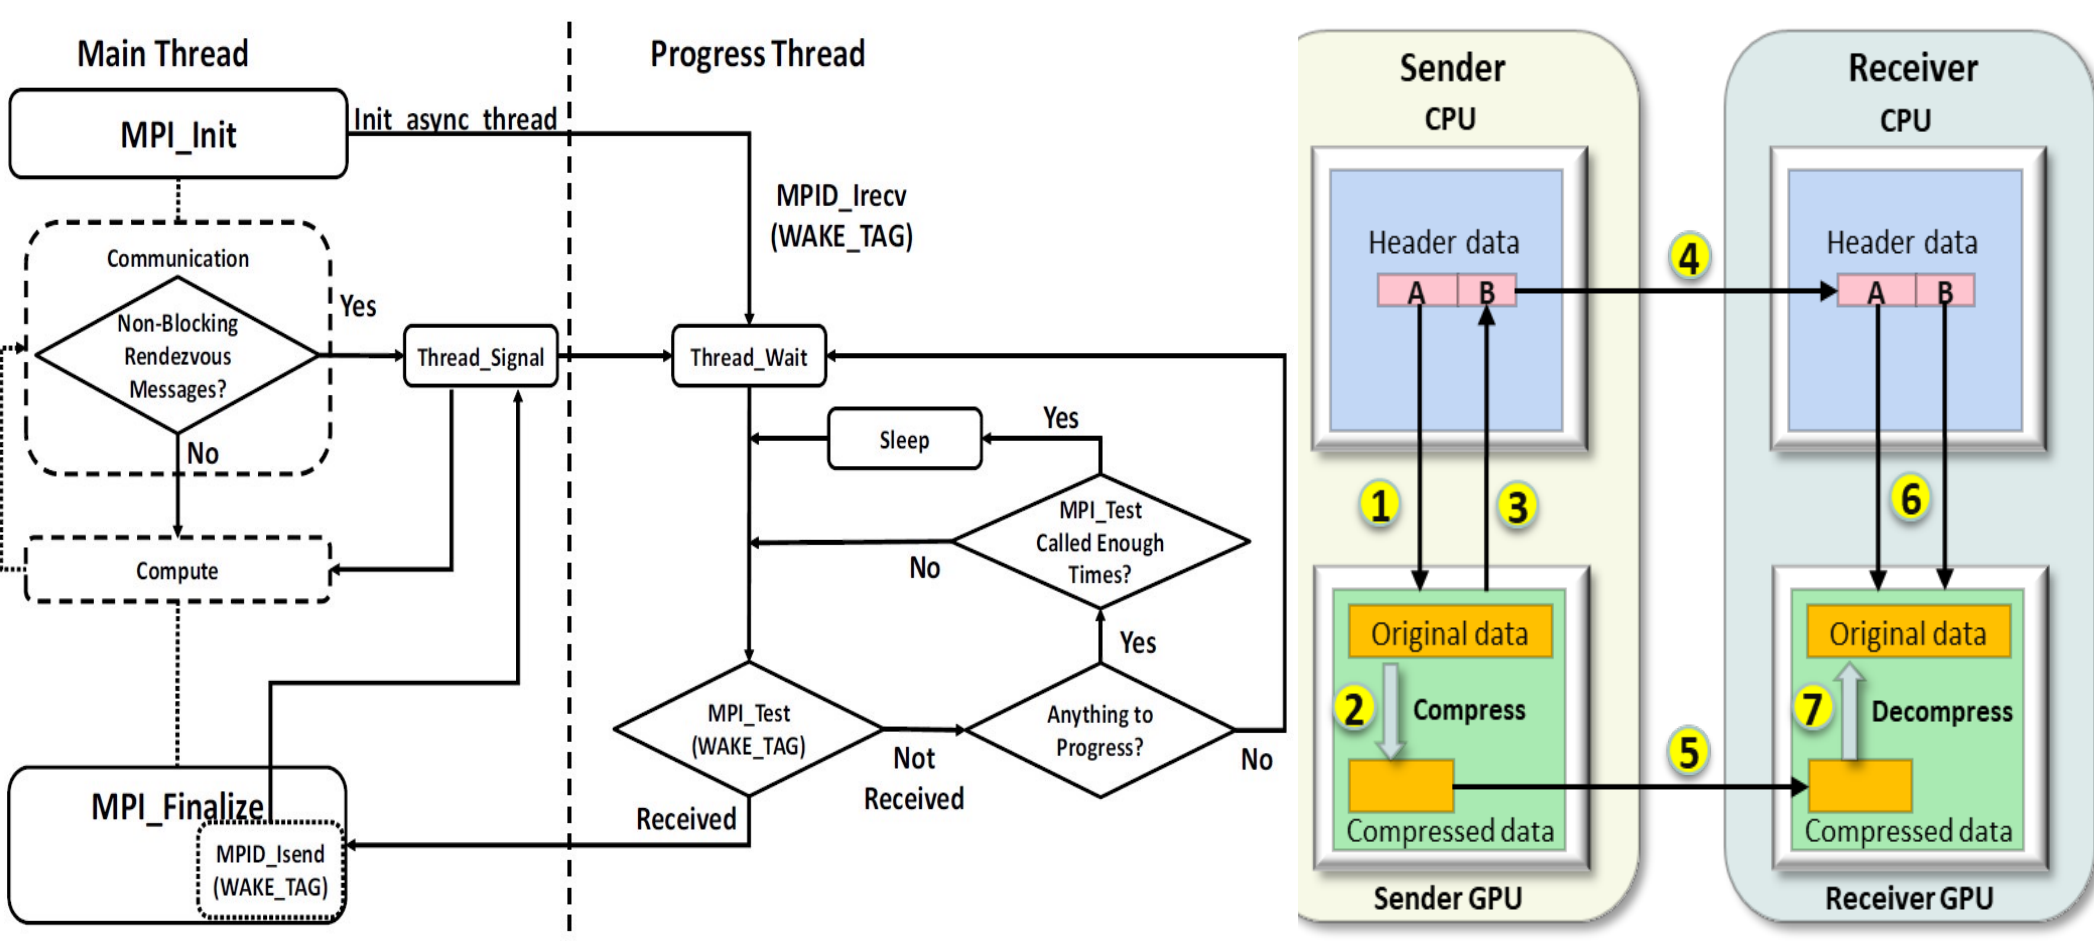 Main Thread
Progress Thread
MPI_Init
Init_async_thread
MPID_Irecv
(WAKE_TAG)
Communication
Non-Blocking
Rendezvous
Messages?
Yes
No
Thread_Signal
Thread_Wait
Sleep
Yes
MPI_Test
Called Enough
Times?
No
Compute
Yes
MPI_Test
(WAKE_TAG)
Not
Received
Anything to
Progress?
No
Received
MPI_Finalize
MPID_Isend
(WAKE_TAG)
Sender
CPU
Header data
A B
4
1
3
Original data
2
Compress
5
Compressed data
Sender GPU
Receiver
CPU
Header data
A B
6
Original data
7
Decompress
Compressed data
Receiver GPU